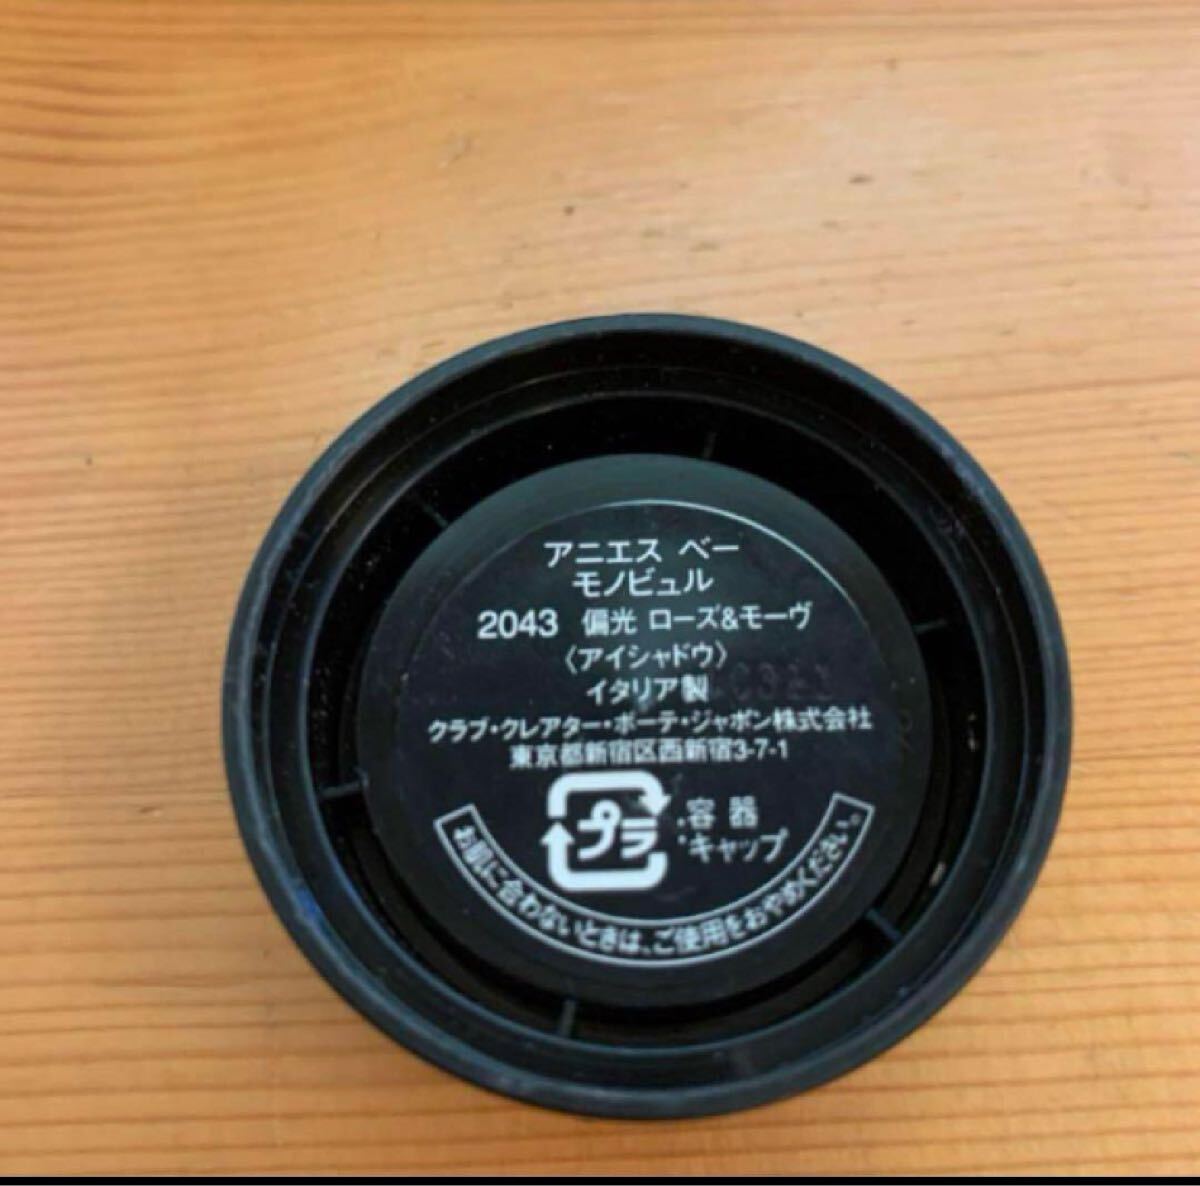 アニエス ベー
モノビュル
2043 偏光 ローズ&モーヴ
〈アイシャドウ〉
イタリア製
クラブ・クレアター・ボーテ・ジャポン株式会社
東京都新宿区西新宿3-7-1
プラ
・容器
・キャップ
お肌に合わないときは、ご使用をおやめください。